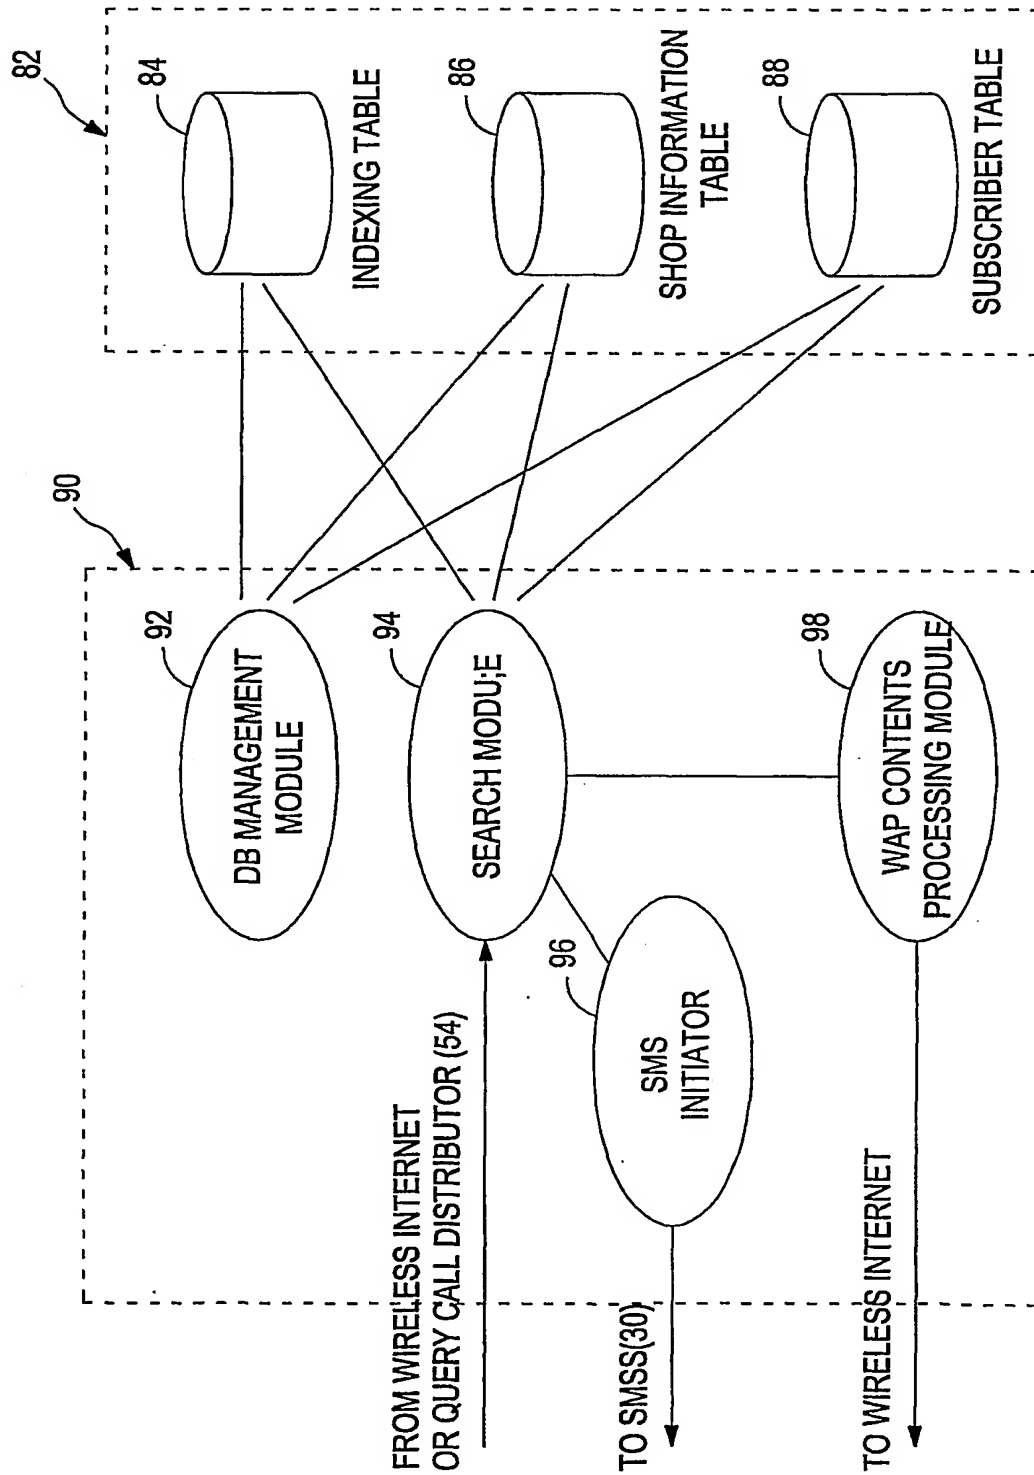 82
84
INDEXING TABLE
86
SHOP INFORMATION
TABLE
88
SUBSCRIBER TABLE
90
92
DB MANAGEMENT
MODULE
94
SEARCH MODU;E
96
SMS
INITIATOR
98
WAP CONTENTS
PROCESSING MODULE
FROM WIRELESS INTERNET
OR QUERY CALL DISTRIBUTOR (54)
TO SMSS(30)
TO WIRELESS INTERNET